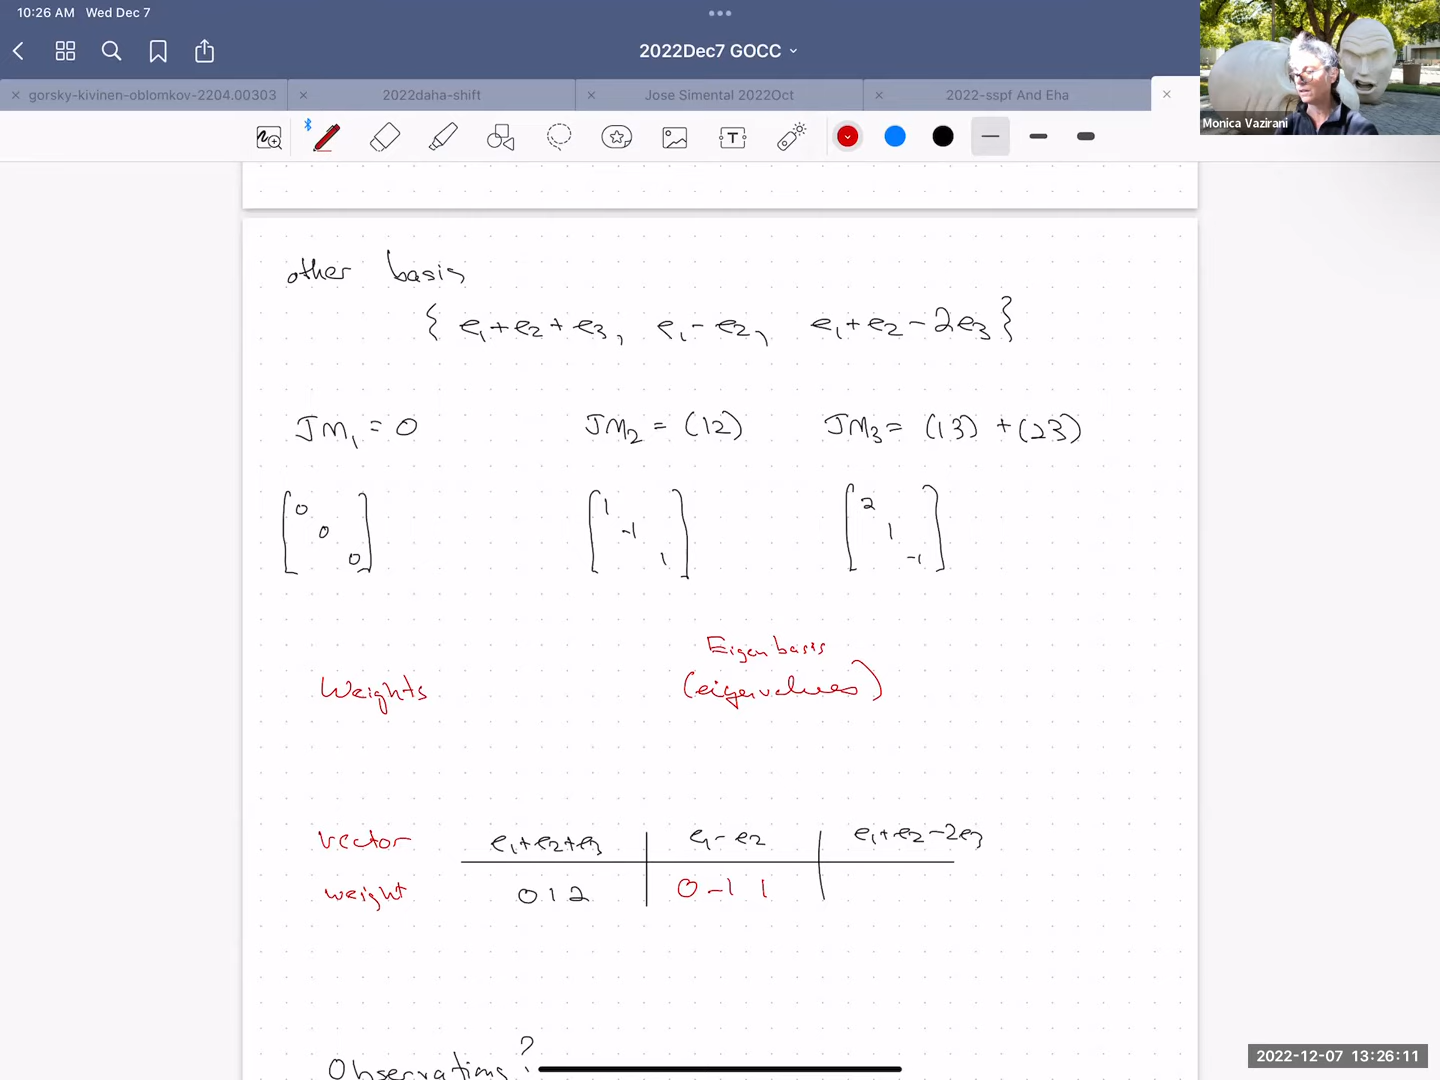 10:26 AM Wed Dec 7
2022Dec7 GOCC
gorsky-kivinen-oblomkov-2204.00303
2022daha-shift
Jose Simental 2022Oct
2022-sspf And Eha
Monica Vazirani
other basis
{ e₁+e₂+e₃, e₁-e₂, e₁+e₂-2e₃ }
JM₁ = 0 JM₂ = (12) JM₃ = (13) + (23)
[0 0 0] [1 -1 1] [2 1 -1]
Eigenbasis
Weights (eigenvalues)
vector e₁+e₂+e₃ e₁-e₂ e₁+e₂-2e₃
weight 0 1 2 0 -1 1
Observations?
2022-12-07 13:26:11